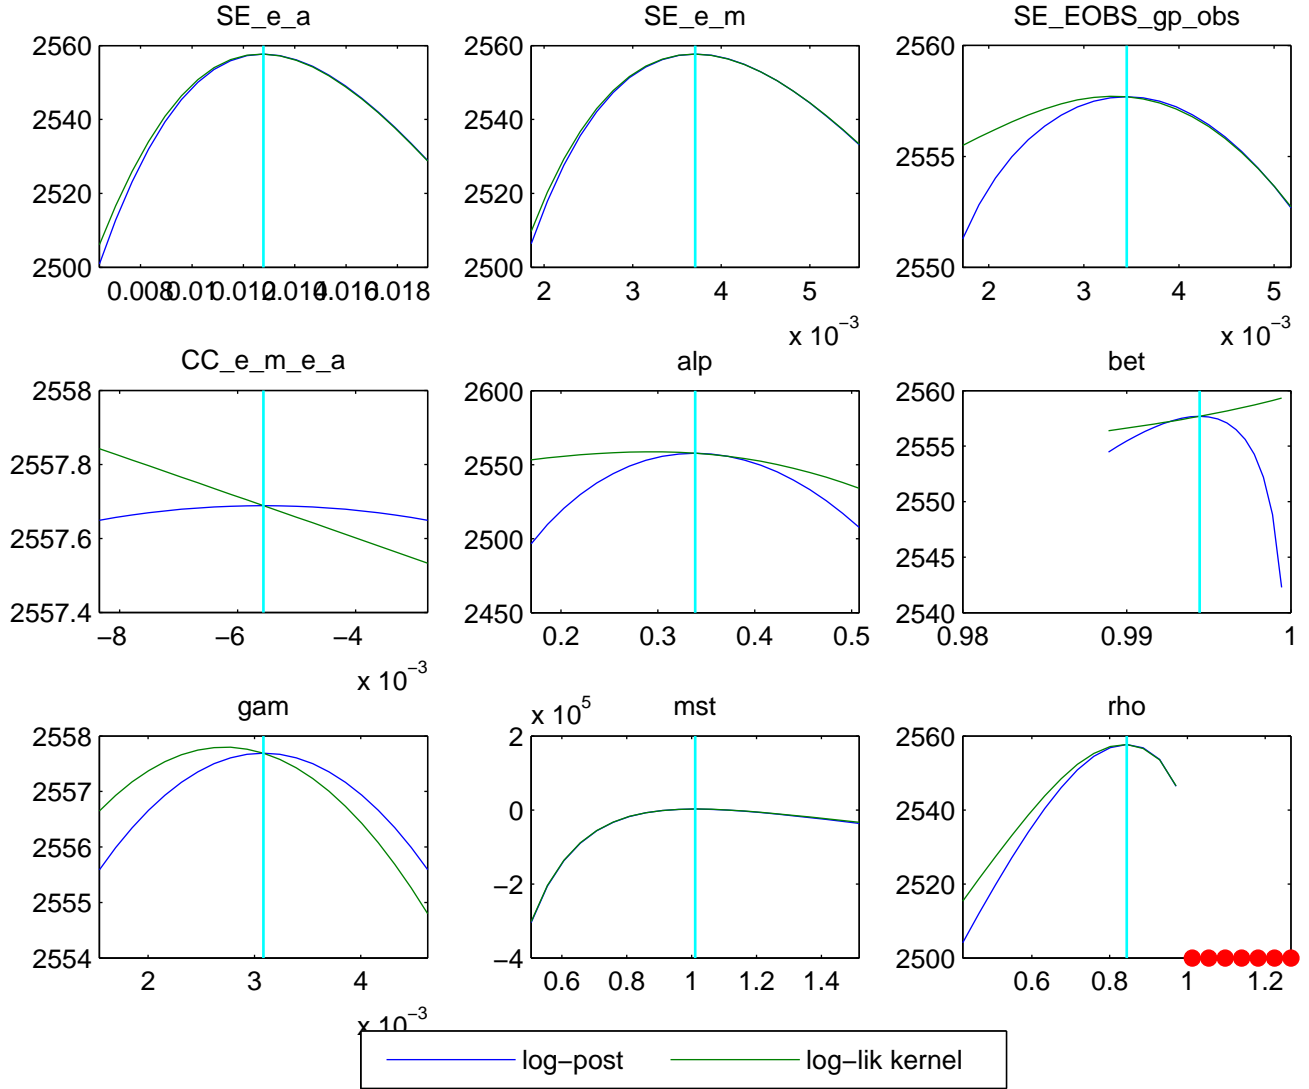 SE_e_a
SE_e_m
SE_EOBS_gp_obs
2560
2540
2520
2500
0.008 0.01 0.012 0.014 0.016 0.018
2560
2540
2520
2500
2 3 4 5
x 10−3
2560
2555
2550
2 3 4 5
x 10−3
CC_e_m_e_a
alp
bet
2558
2557.8
2557.6
2557.4
−8 −6 −4
x 10−3
2600
2550
2500
2450
0.2 0.3 0.4 0.5
2560
2555
2550
2545
2540
0.98 0.99 1
gam
mst
rho
2558
2557
2556
2555
2554
2 3 4
x 10−3
x 105
2
0
−2
−4
0.6 0.8 1 1.2 1.4
2560
2540
2520
2500
0.6 0.8 1 1.2
log−post
log−lik kernel